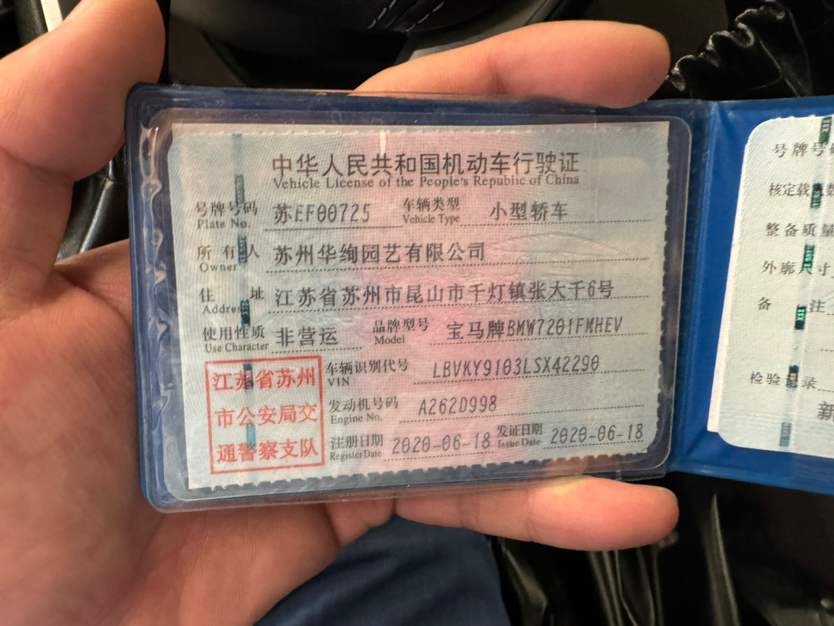 中华人民共和国机动车行驶证
Vehicle License of the People's Republic of China
号牌号码 苏EF00725 车辆类型 小型轿车
Plate No. Vehicle Type
所有人 苏州华绚园艺有限公司
Owner
住址 江苏省苏州市昆山市千灯镇张大千6号
Address
使用性质 非营运 品牌型号 宝马牌BMW7201FMHEV
Use Character Model
江苏省苏州
市公安局交
通警察支队
车辆识别代号 LBVKY9103LSX42290
VIN
发动机号码 A262D998
Engine No.
注册日期 2020-06-18 发证日期 2020-06-18
Register Date Issue Date
号牌号码
核定载
整备质量
外廓尺寸
备注
检验记录
新